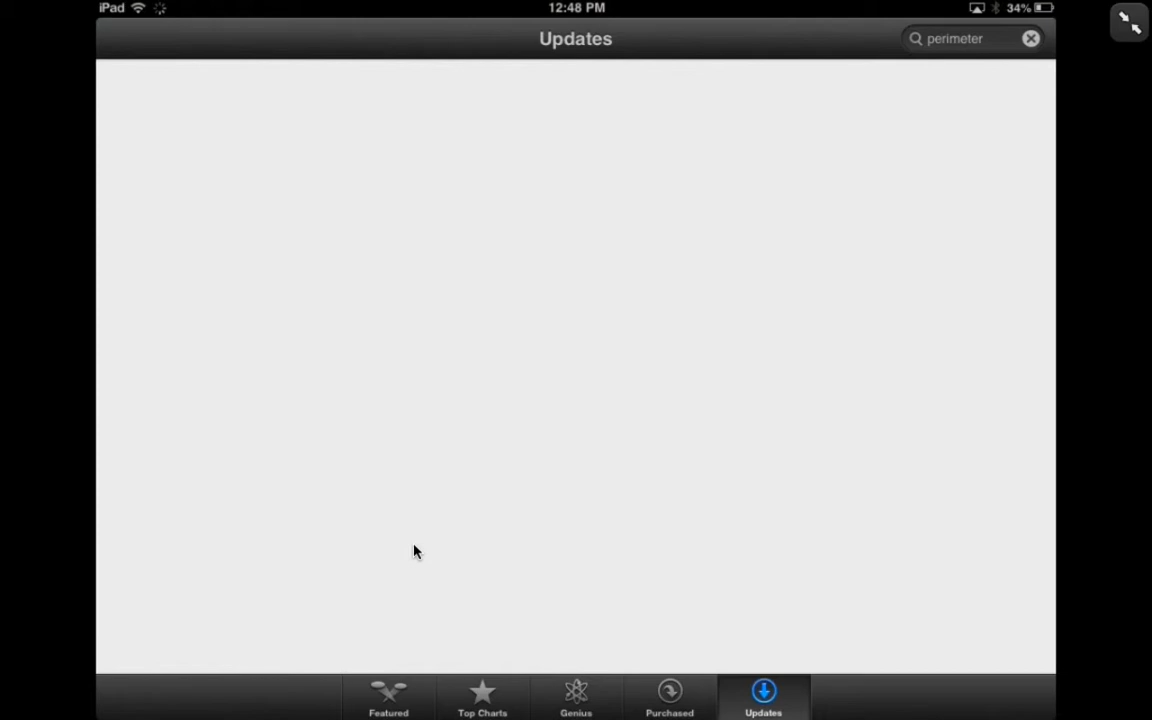 iPad 12:48 PM 34%
Updates
perimeter
Featured Top Charts Genius Purchased Updates